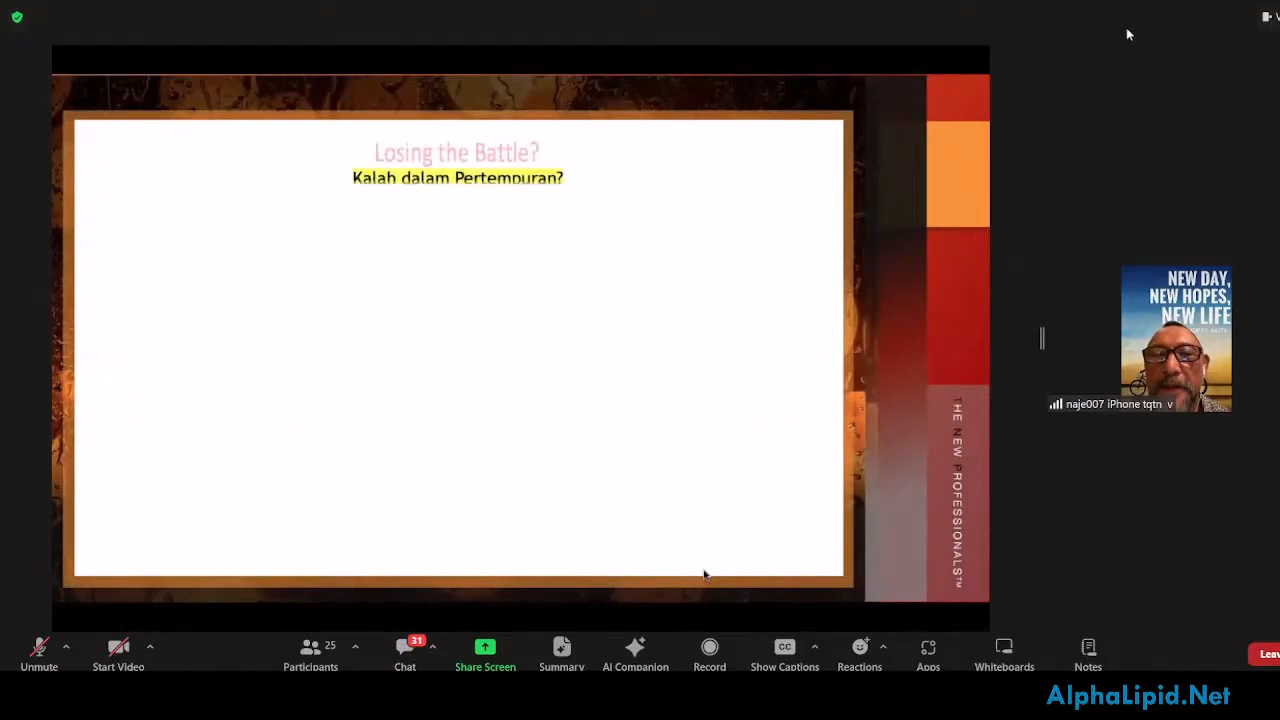 Losing the Battle?
Kalah dalam Pertempuran?
THE NEW PROFESSIONALS™
NEW DAY,
NEW HOPES,
NEW LIFE
naje007 iPhone tqtn v
Unmute
Start Video
25
Participants
31
Chat
Share Screen
Summary
AI Companion
Record
CC
Show Captions
Reactions
Apps
Whiteboards
Notes
Leav
AlphaLipid.Net